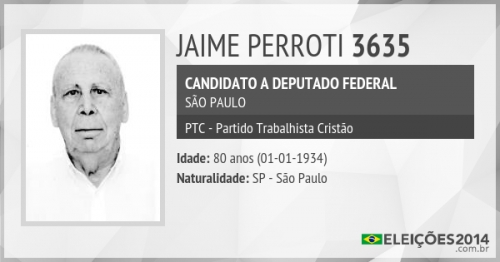 JAIME PERROTI 3635
CANDIDATO A DEPUTADO FEDERAL
SÃO PAULO
PTC - Partido Trabalhista Cristão
Idade: 80 anos (01-01-1934)
Naturalidade: SP - São Paulo
ELEIÇÕES2014
.com.br